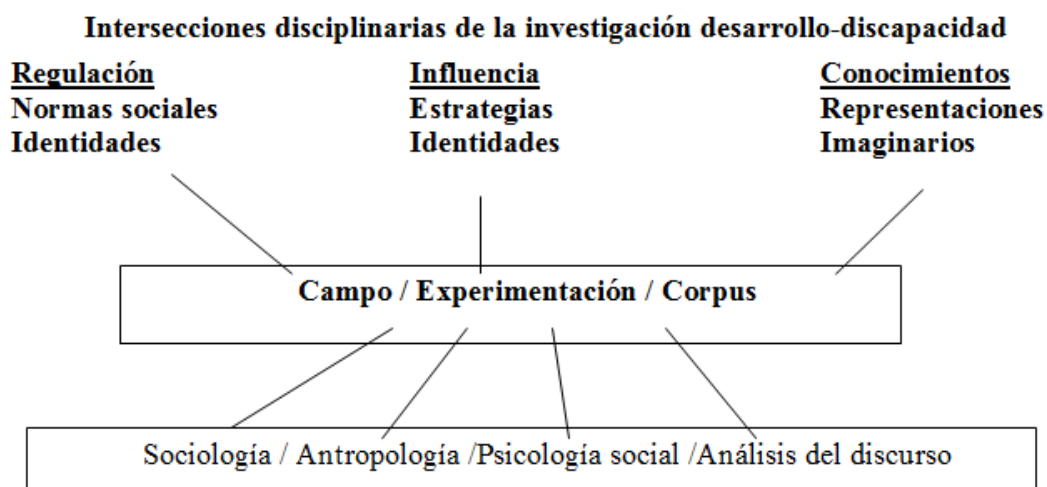 Intersecciones disciplinarias de la investigación desarrollo-discapacidad
Regulación
Normas sociales
Identidades
Influencia
Estrategias
Identidades
Conocimientos
Representaciones
Imaginarios
Campo / Experimentación / Corpus
Sociología / Antropología /Psicología social /Análisis del discurso